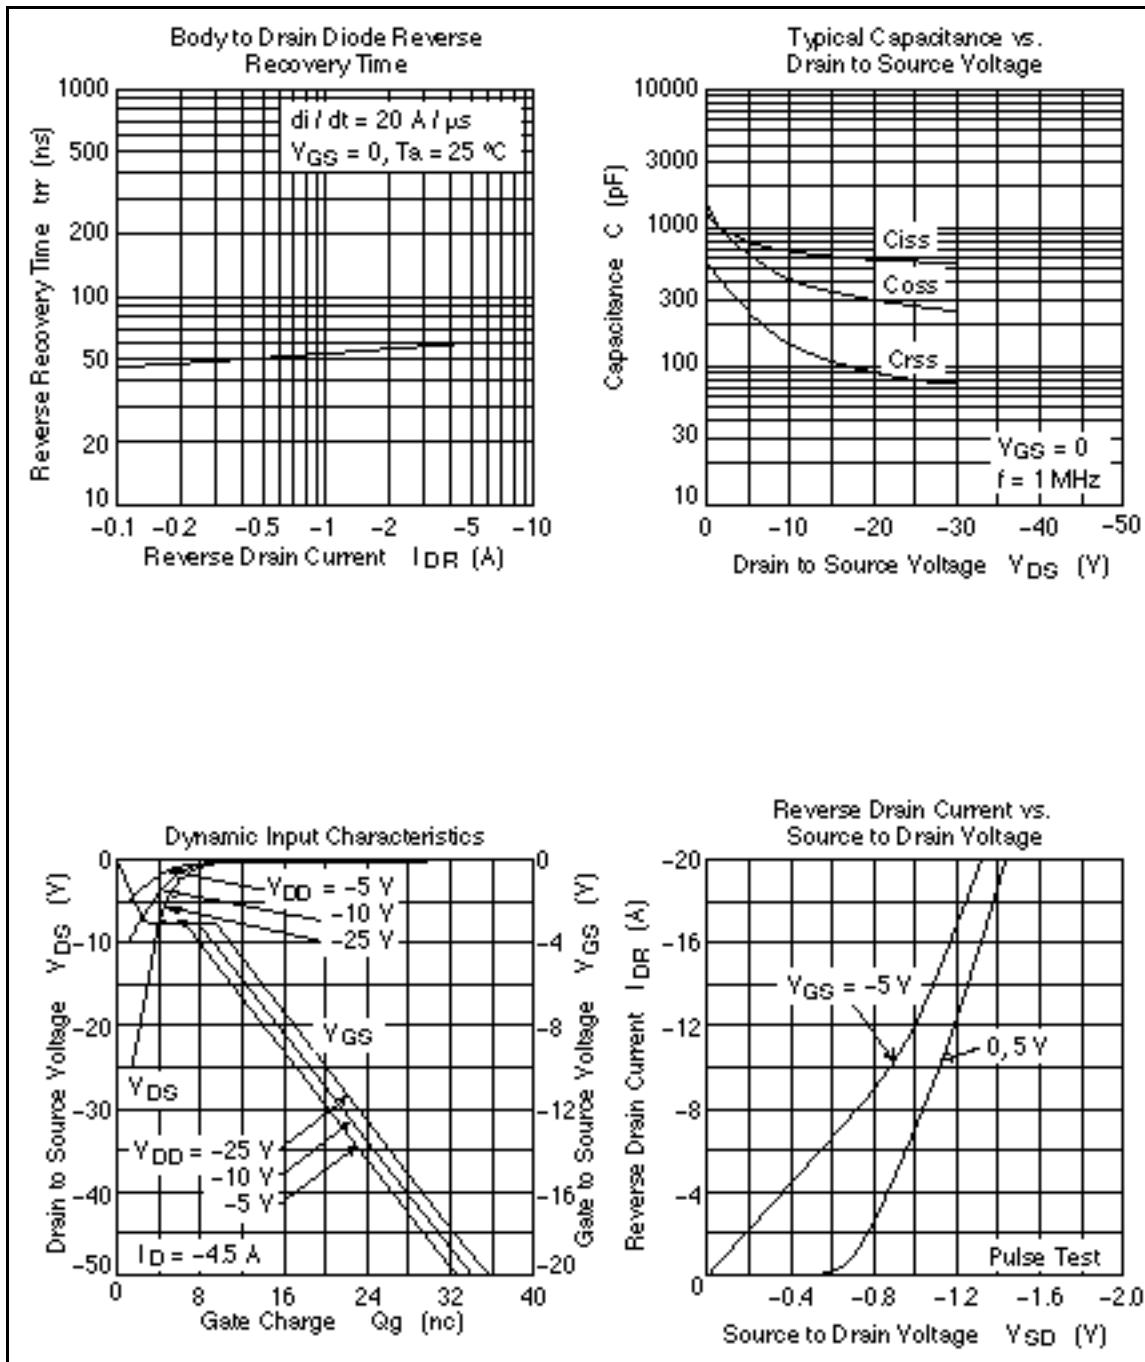 Body to Drain Diode Reverse
Recovery Time
1000
500
200
100
50
20
10
di / dt = 20 A / µs
VGS = 0, Ta = 25 °C
Reverse Recovery Time trr (ns)
−0.1 −0.2 −0.5 −1 −2 −5 −10
Reverse Drain Current IDR (A)
Typical Capacitance vs.
Drain to Source Voltage
10000
3000
1000
300
100
30
10
Capacitance C (pF)
Ciss
Coss
Crss
VGS = 0
f = 1 MHz
0 −10 −20 −30 −40 −50
Drain to Source Voltage VDS (V)
Dynamic Input Characteristics
0
−10
−20
−30
−40
−50
Drain to Source Voltage VDS (V)
VDD = −5 V
−10 V
−25 V
VGS
VDS
VDD = −25 V
−10 V
−5 V
ID = −4.5 A
0
−4
−8
−12
−16
−20
Gate to Source Voltage VGS (V)
0 8 16 24 32 40
Gate Charge Qg (nc)
Reverse Drain Current vs.
Source to Drain Voltage
−20
−16
−12
−8
−4
0
Reverse Drain Current IDR (A)
VGS = −5 V
0, 5 V
Pulse Test
0 −0.4 −0.8 −1.2 −1.6 −2.0
Source to Drain Voltage VSD (V)